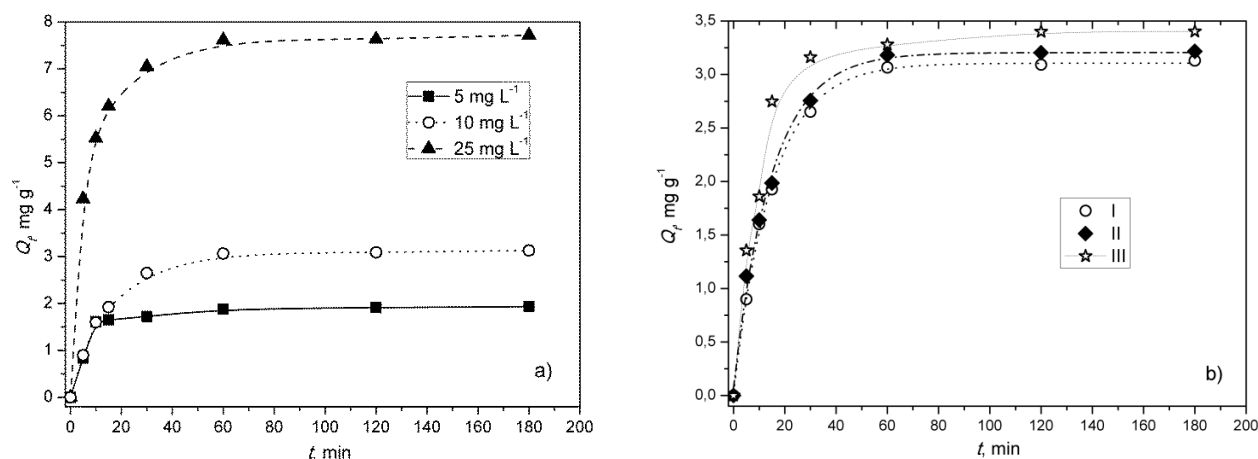 8
7
6
5
4
3
2
1
0
Q_t, mg g^-1
5 mg L^-1
10 mg L^-1
25 mg L^-1
a)
0 20 40 60 80 100 120 140 160 180 200
t, min
3,5
3,0
2,5
2,0
1,5
1,0
0,5
0,0
Q_t, mg g^-1
I
II
III
b)
0 20 40 60 80 100 120 140 160 180 200
t, min